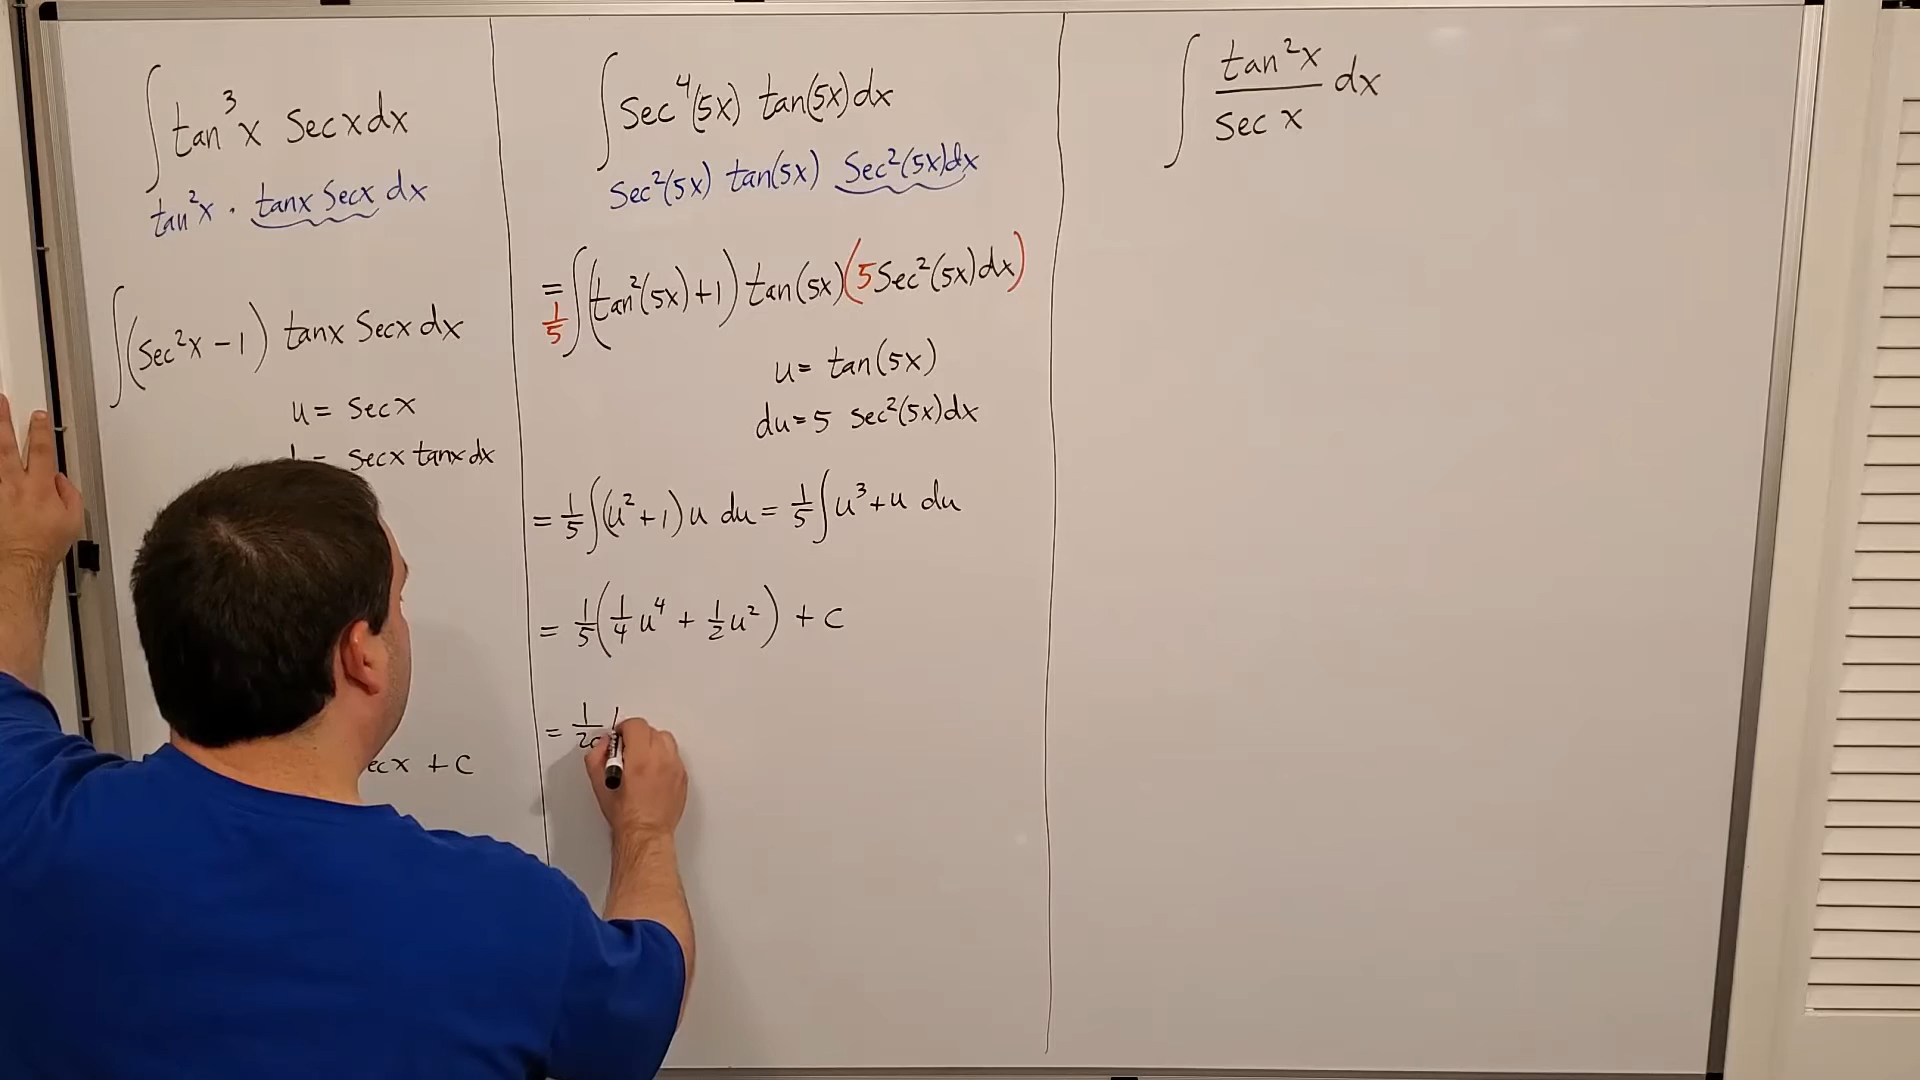 ∫ tan³x secx dx
tan²x · tanx secx dx
∫ (sec²x − 1) tanx secx dx
u = secx
= secx tanx dx
secx + C
∫ sec⁴(5x) tan(5x) dx
sec²(5x) tan(5x) sec²(5x)dx
= 1/5 ∫ (tan²(5x) + 1) tan(5x) (5 sec²(5x) dx)
u = tan(5x)
du = 5 sec²(5x)dx
= 1/5 ∫ (u² + 1) u du = 1/5 ∫ u³ + u du
= 1/5 (1/4 u⁴ + 1/2 u²) + C
= 1/20
∫ tan²x / sec x dx